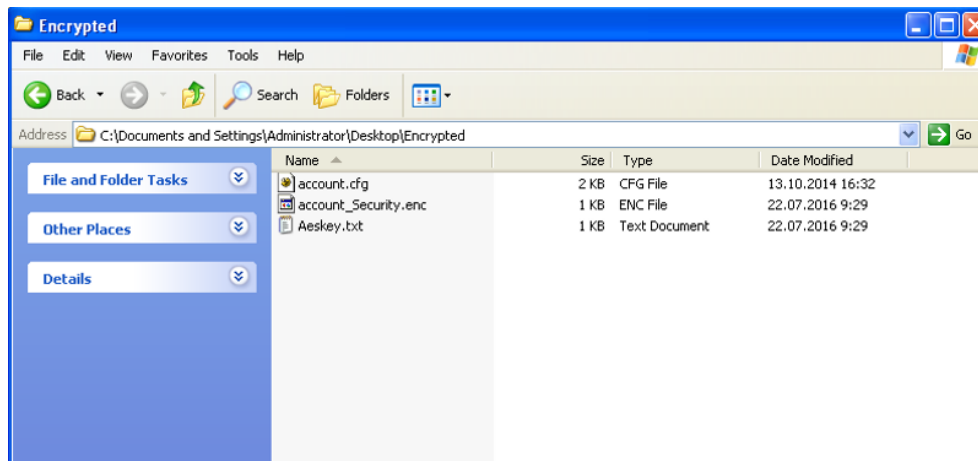 Encrypted
File Edit View Favorites Tools Help
Back Search Folders
Address C:\Documents and Settings\Administrator\Desktop\Encrypted Go
Name Size Type Date Modified
File and Folder Tasks
account.cfg 2 KB CFG File 13.10.2014 16:32
account_Security.enc 1 KB ENC File 22.07.2016 9:29
Other Places
Aeskey.txt 1 KB Text Document 22.07.2016 9:29
Details